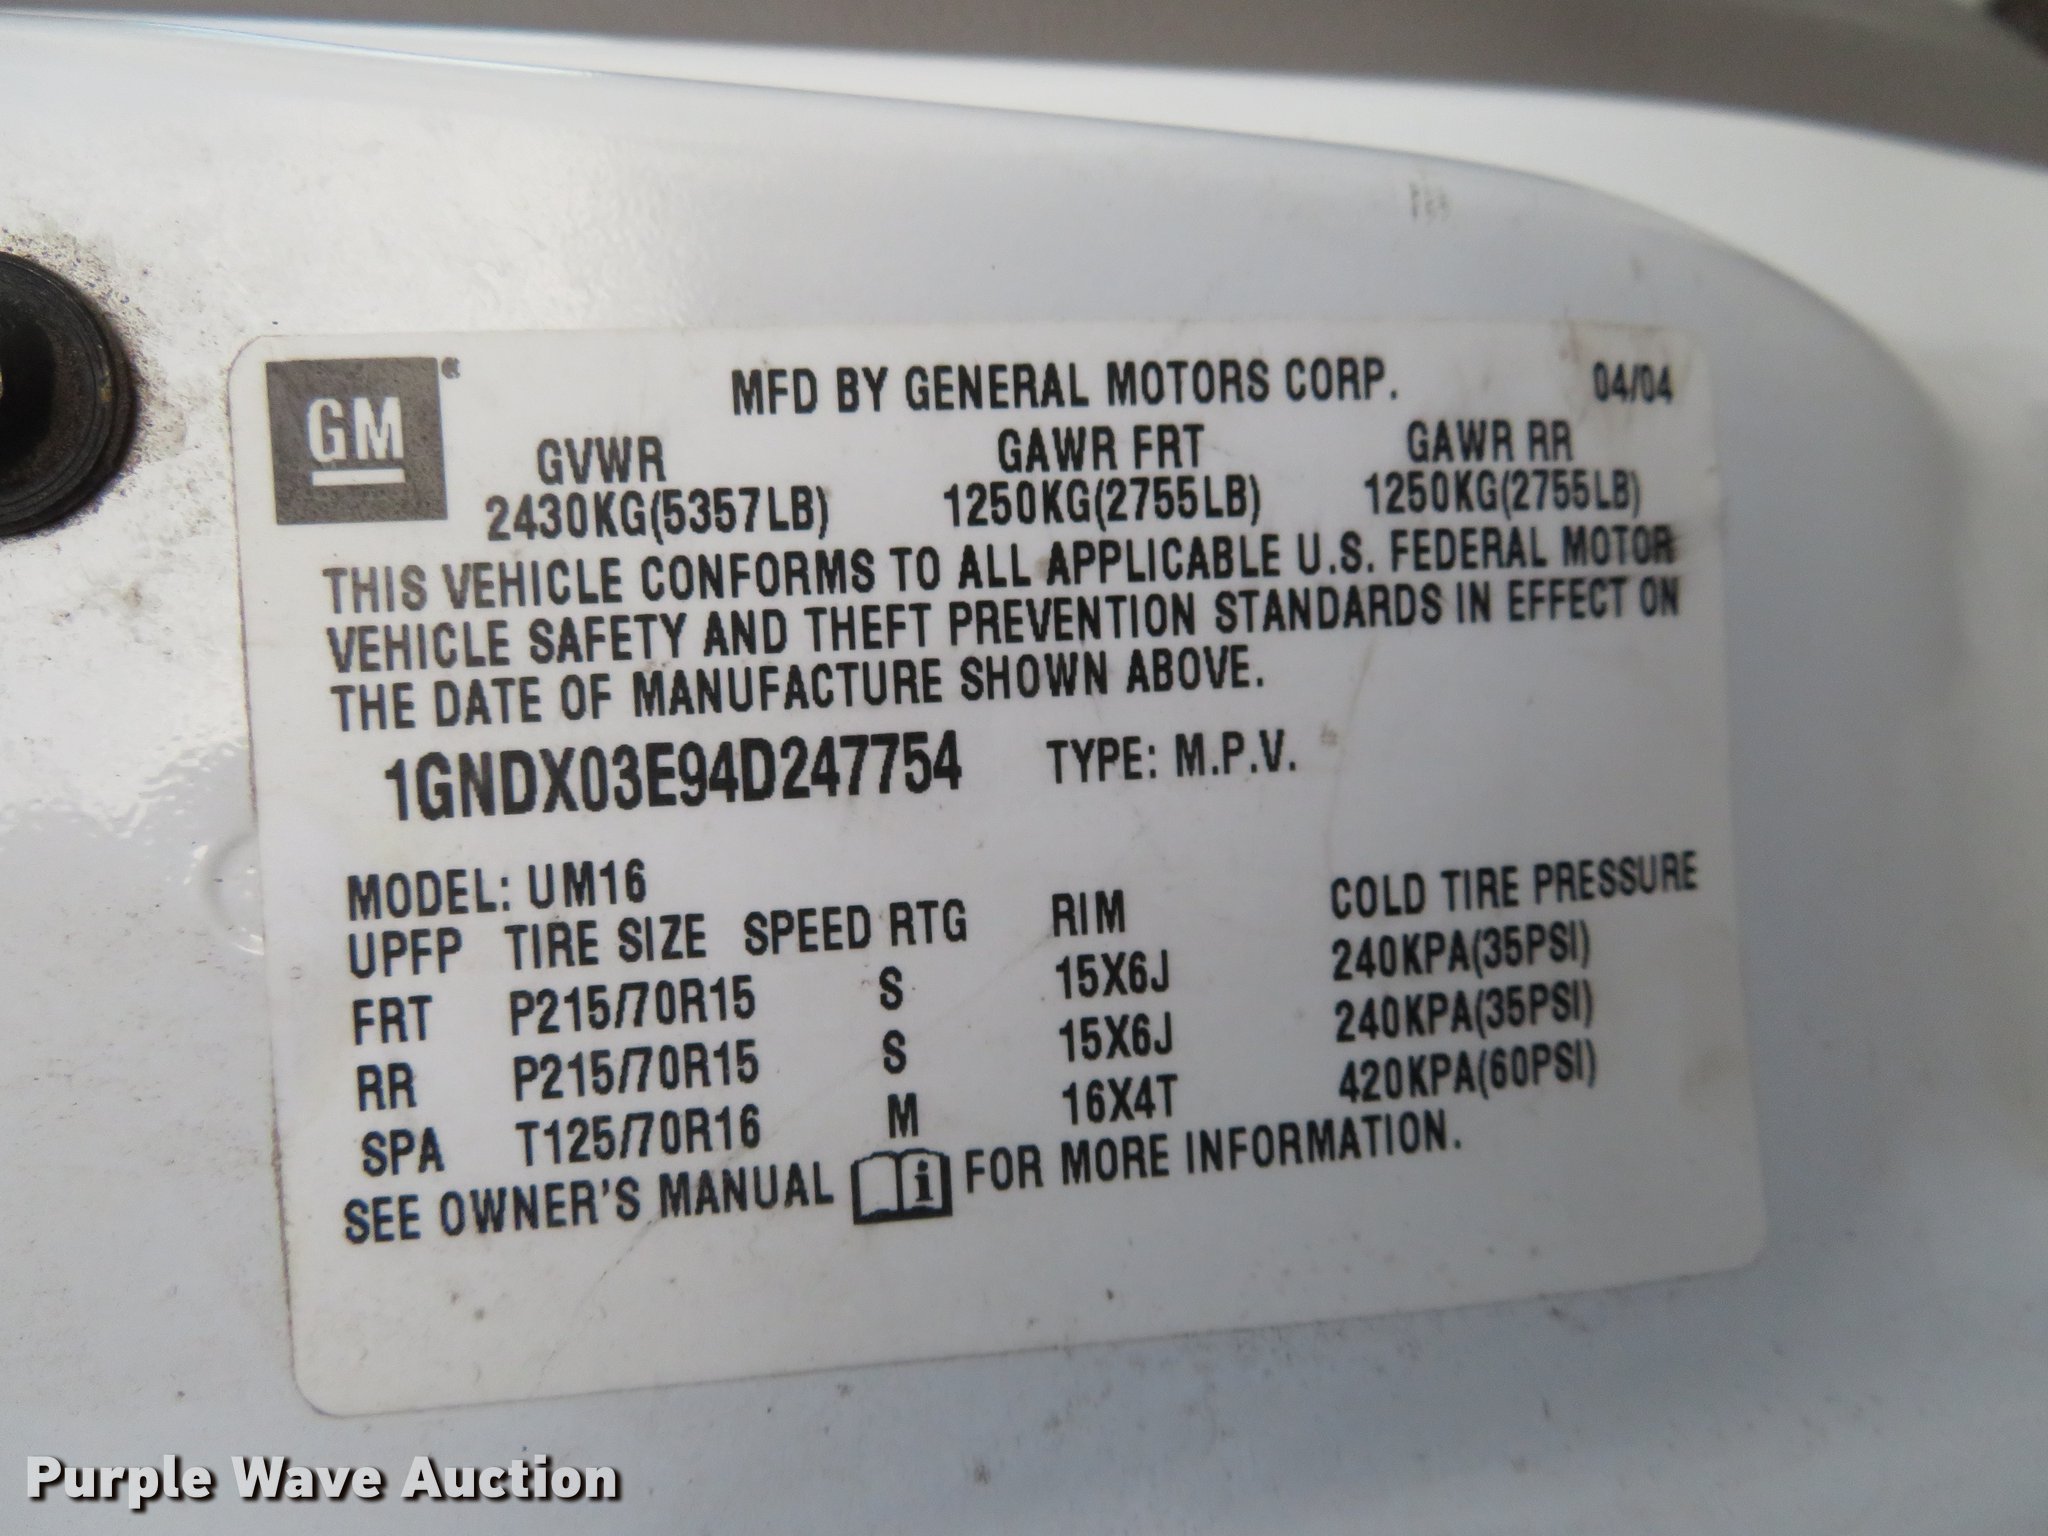 GM
MFD BY GENERAL MOTORS CORP. 04/04
GVWR GAWR FRT GAWR RR
2430KG(5357LB) 1250KG(2755LB) 1250KG(2755LB)
THIS VEHICLE CONFORMS TO ALL APPLICABLE U.S. FEDERAL MOTOR
VEHICLE SAFETY AND THEFT PREVENTION STANDARDS IN EFFECT ON
THE DATE OF MANUFACTURE SHOWN ABOVE.
1GNDX03E94D247754 TYPE: M.P.V.
MODEL: UM16
UPFP TIRE SIZE SPEED RTG RIM COLD TIRE PRESSURE
FRT P215/70R15 S 15X6J 240KPA(35PSI)
RR P215/70R15 S 15X6J 240KPA(35PSI)
SPA T125/70R16 M 16X4T 420KPA(60PSI)
SEE OWNER'S MANUAL i FOR MORE INFORMATION.
Purple Wave Auction